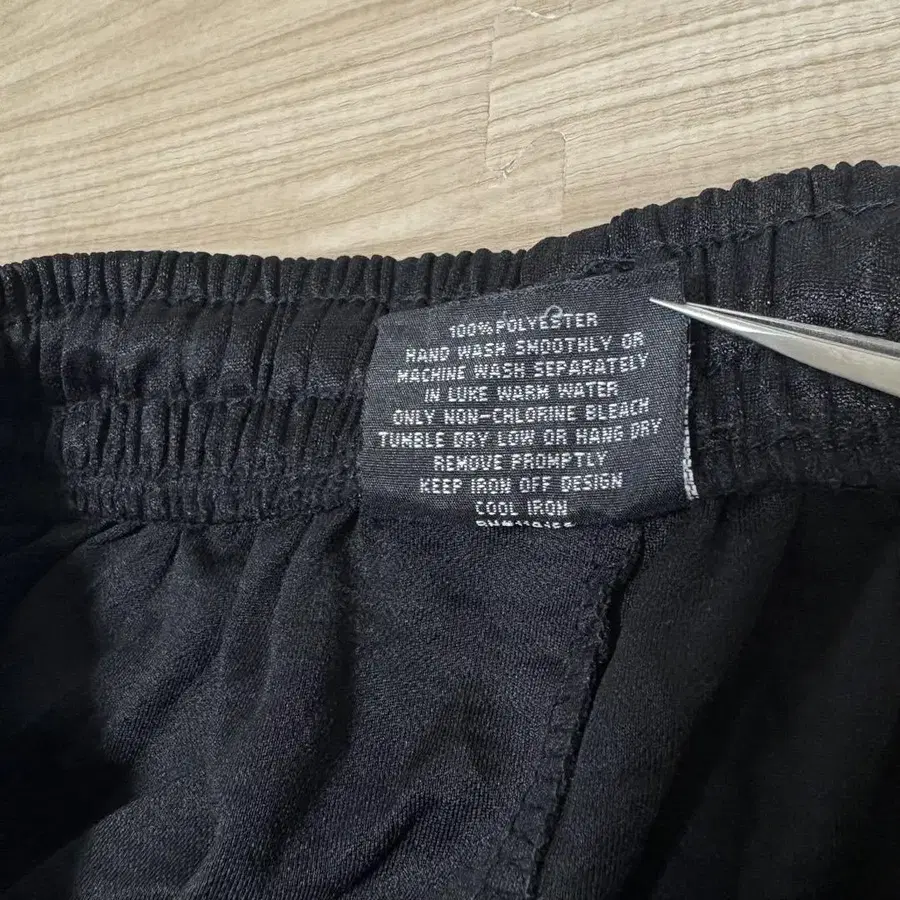 100% POLYESTER
HAND WASH SMOOTHLY OR
MACHINE WASH SEPARATELY
IN LUKE WARM WATER
ONLY NON-CHLORINE BLEACH
TUMBLE DRY LOW OR HANG DRY
REMOVE PROMPTLY
KEEP IRON OFF DESIGN
COOL IRON